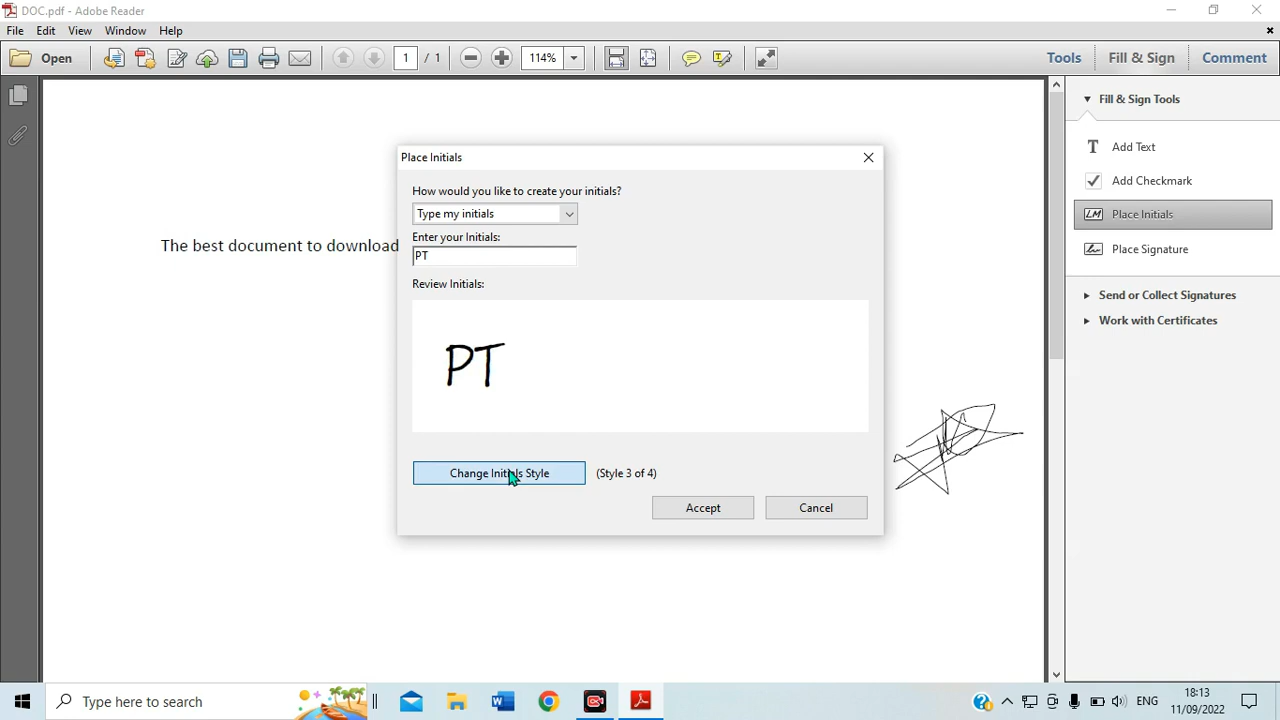 DOC.pdf - Adobe Reader
File Edit View Window Help
Open 1 / 1 114% Tools Fill & Sign Comment
Fill & Sign Tools
Add Text
Add Checkmark
LM Place Initials
Place Signature
Send or Collect Signatures
Work with Certificates
The best document to download
Place Initials
How would you like to create your initials?
Type my initials
Enter your Initials:
PT
Review Initials:
PT
Change Initials Style (Style 3 of 4)
Accept Cancel
Type here to search
ENG
18:13
11/09/2022